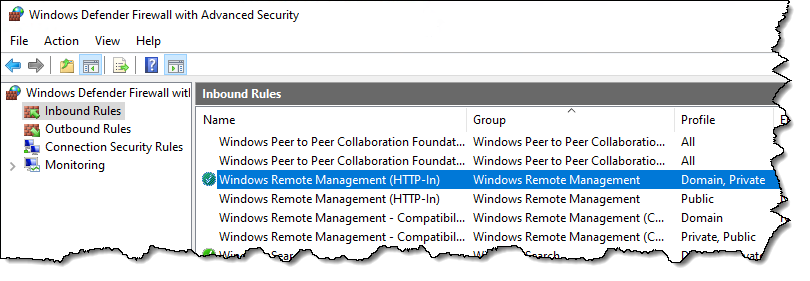 Windows Defender Firewall with Advanced Security
File Action View Help
Windows Defender Firewall wit
Inbound Rules
Outbound Rules
Connection Security Rules
Monitoring
Inbound Rules
Name Group Profile
Windows Peer to Peer Collaboration Foundat... Windows Peer to Peer Collaboratio... All
Windows Peer to Peer Collaboration Foundat... Windows Peer to Peer Collaboratio... All
Windows Remote Management (HTTP-In) Windows Remote Management Domain, Private
Windows Remote Management (HTTP-In) Windows Remote Management Public
Windows Remote Management - Compatibil... Windows Remote Management (C... Domain
Windows Remote Management - Compatibil... Windows Remote Management (C... Private, Public